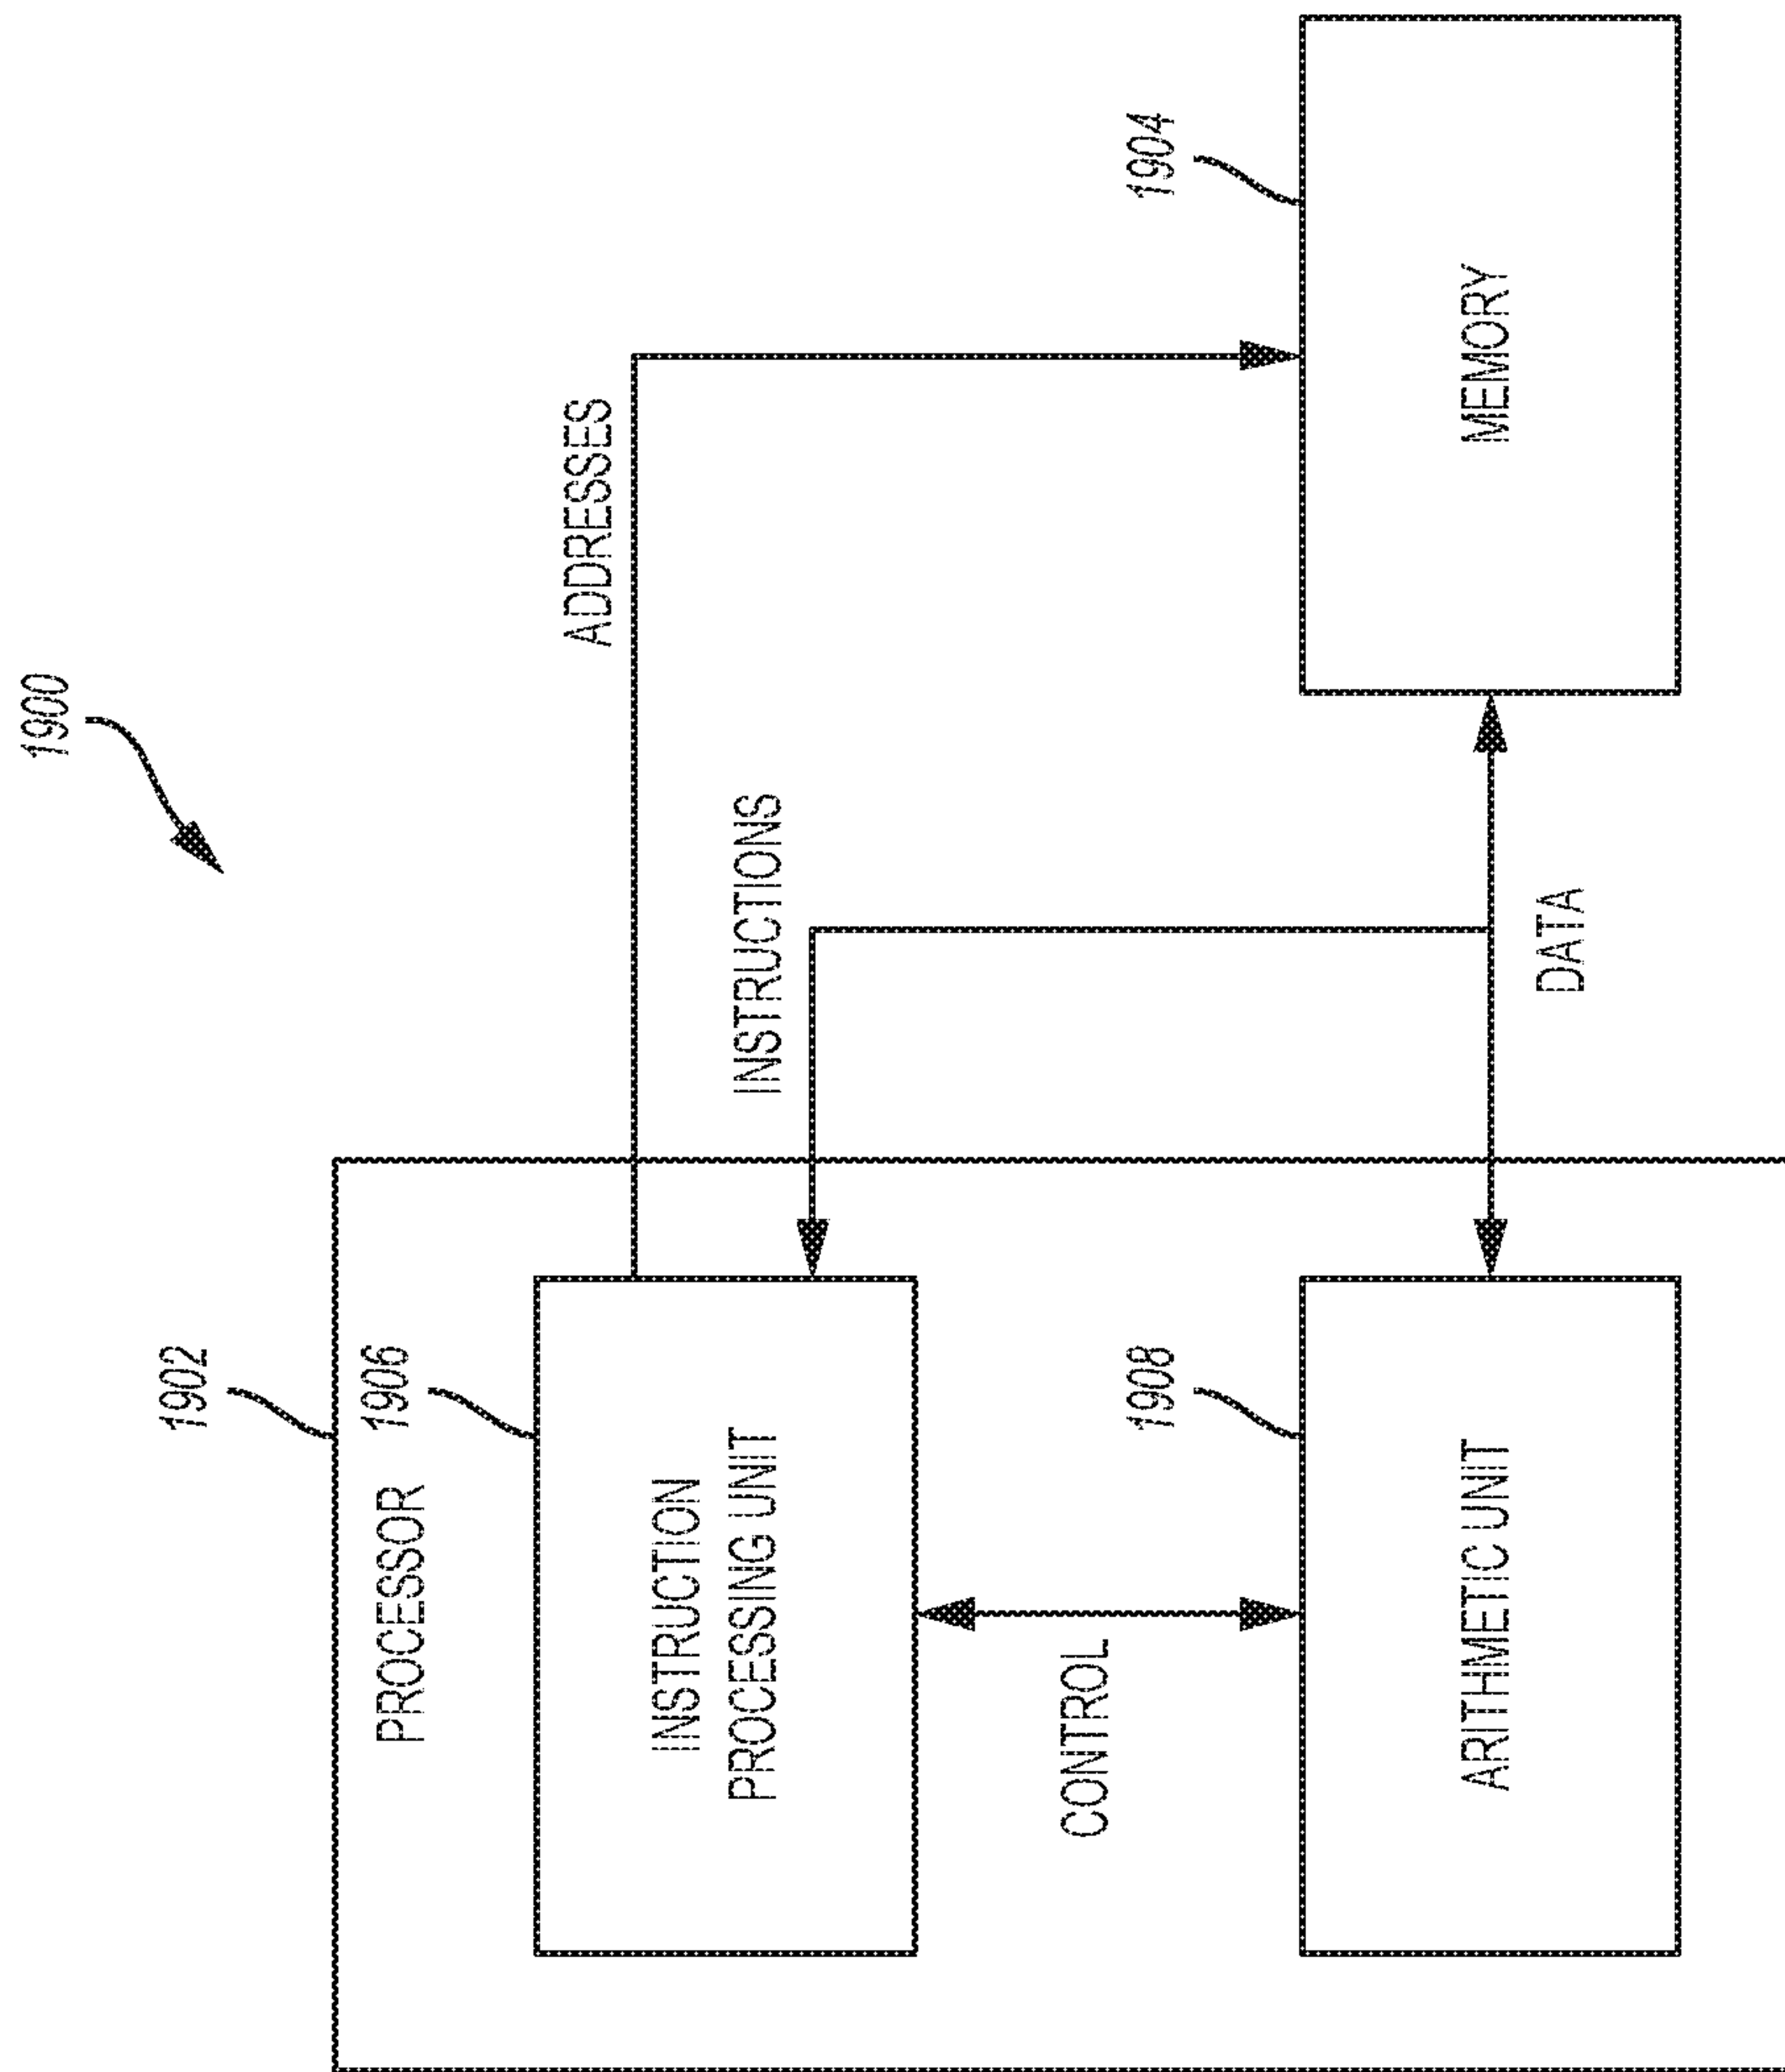 1900
1902
PROCESSOR
1906
INSTRUCTION
PROCESSING UNIT
ADDRESSES
INSTRUCTIONS
CONTROL
1908
ARITHMETIC UNIT
DATA
1904
MEMORY